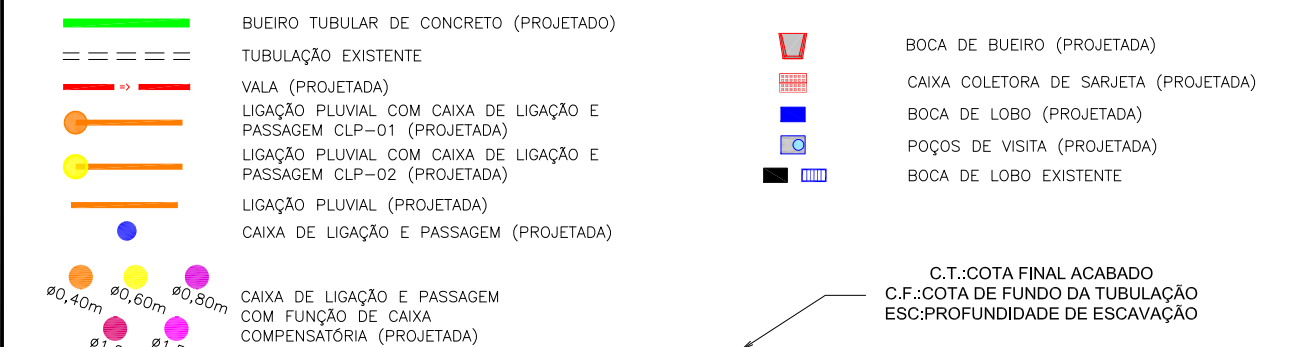 BUEIRO TUBULAR DE CONCRETO (PROJETADO)
TUBULAÇÃO EXISTENTE
VALA (PROJETADA)
LIGAÇÃO PLUVIAL COM CAIXA DE LIGAÇÃO E
PASSAGEM CLP-01 (PROJETADA)
LIGAÇÃO PLUVIAL COM CAIXA DE LIGAÇÃO E
PASSAGEM CLP-02 (PROJETADA)
LIGAÇÃO PLUVIAL (PROJETADA)
CAIXA DE LIGAÇÃO E PASSAGEM (PROJETADA)
Ø0,40m Ø0,60m Ø0,80m
CAIXA DE LIGAÇÃO E PASSAGEM
COM FUNÇÃO DE CAIXA
COMPENSATÓRIA (PROJETADA)
BOCA DE BUEIRO (PROJETADA)
CAIXA COLETORA DE SARJETA (PROJETADA)
BOCA DE LOBO (PROJETADA)
POÇOS DE VISITA (PROJETADA)
BOCA DE LOBO EXISTENTE
C.T.:COTA FINAL ACABADO
C.F.:COTA DE FUNDO DA TUBULAÇÃO
ESC:PROFUNDIDADE DE ESCAVAÇÃO